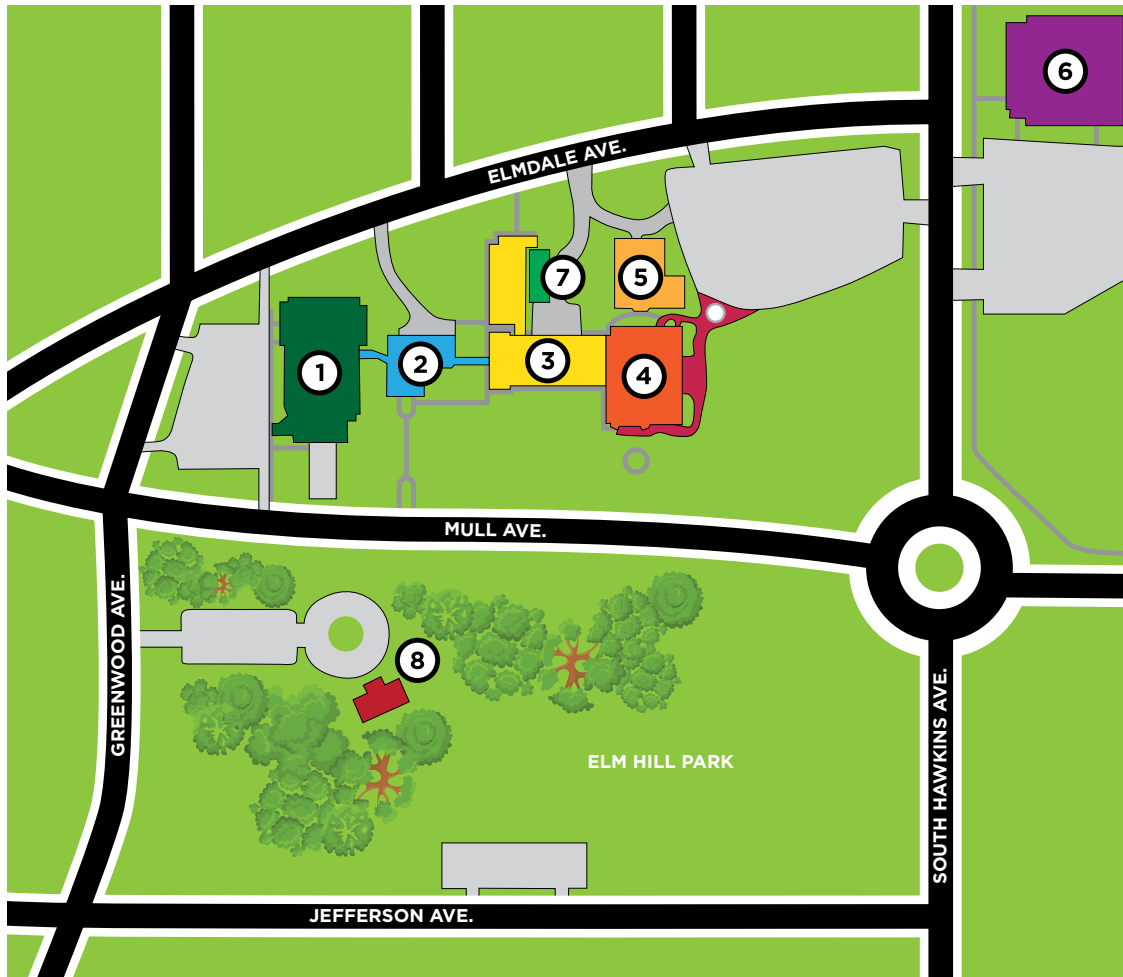 6
ELMDALE AVE.
7
5
1
2
3
4
MULL AVE.
GREENWOOD AVE.
8
SOUTH HAWKINS AVE.
ELM HILL PARK
JEFFERSON AVE.